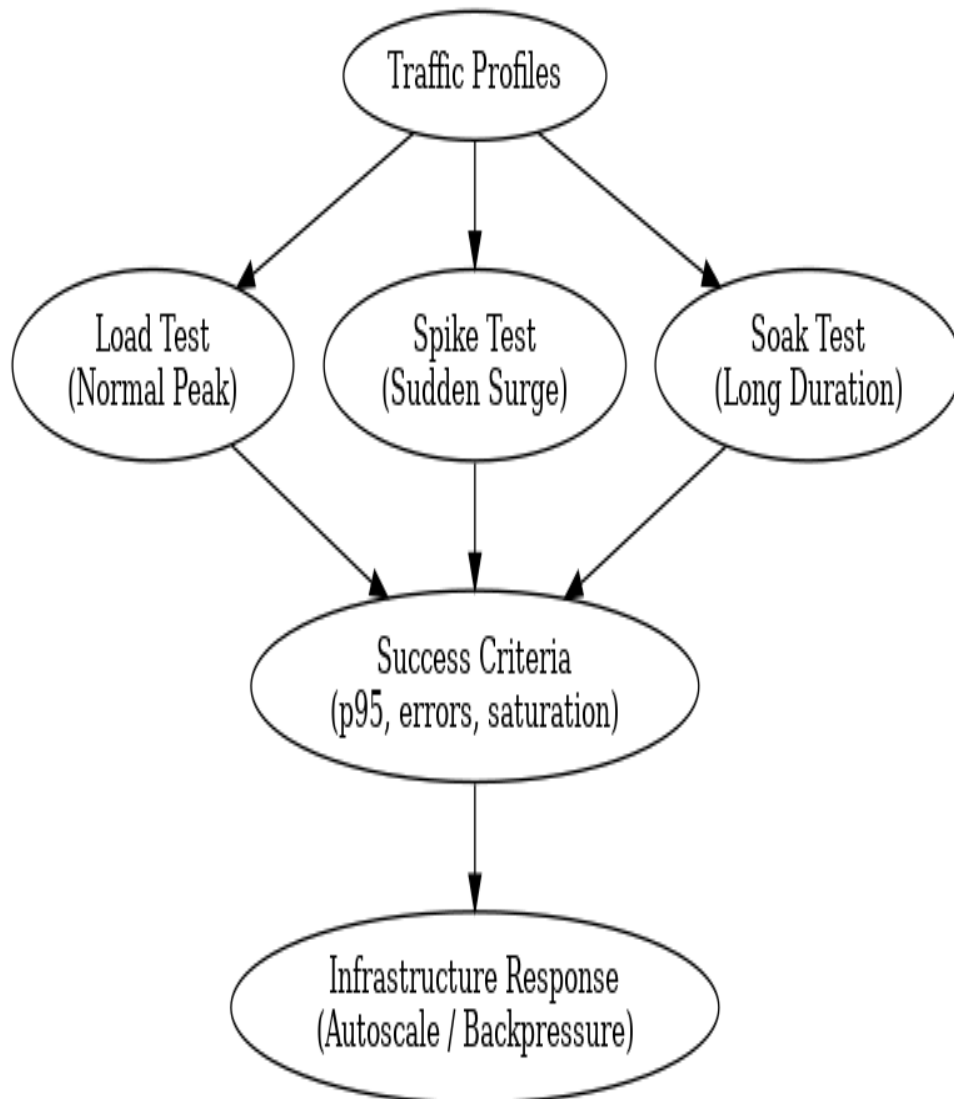 Traffic Profiles
Load Test
(Normal Peak)
Spike Test
(Sudden Surge)
Soak Test
(Long Duration)
Success Criteria
(p95, errors, saturation)
Infrastructure Response
(Autoscale / Backpressure)